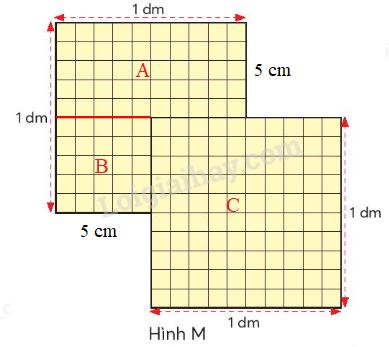 1 dm
A
5 cm
1 dm
B
Loigiaihay.com
C
1 dm
5 cm
1 dm
Hình M